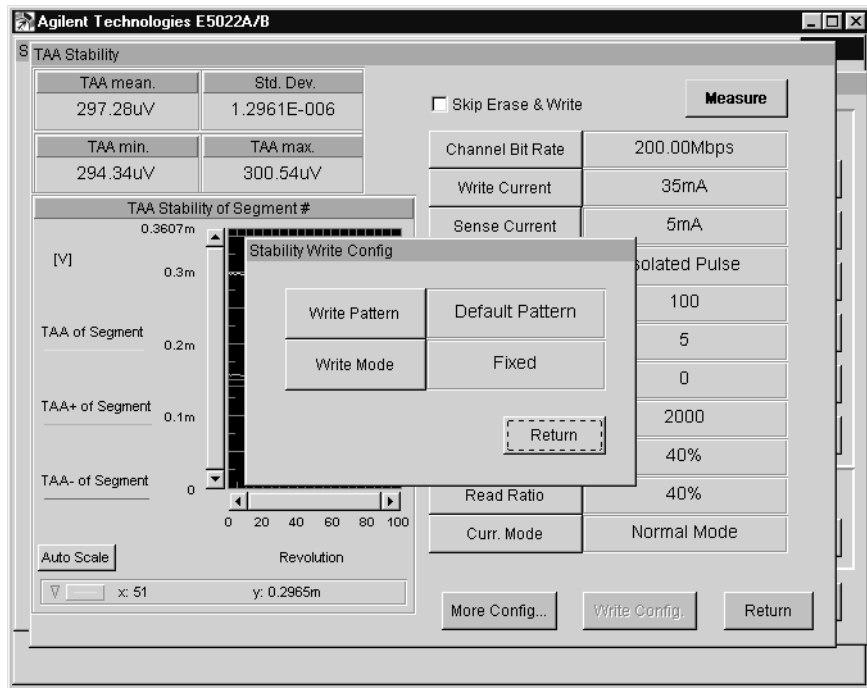 Agilent Technologies E5022A/B
S
TAA Stability
TAA mean.
Std. Dev.
297.28uV
1.2961E-006
TAA min.
TAA max.
294.34uV
300.54uV
Skip Erase & Write
Measure
Channel Bit Rate
200.00Mbps
Write Current
35mA
Sense Current
5mA
solated Pulse
100
5
0
2000
40%
Read Ratio
40%
Curr. Mode
Normal Mode
TAA Stability of Segment #
0.3607m
[V]
0.3m
TAA of Segment
0.2m
TAA+ of Segment
0.1m
TAA- of Segment
0
0 20 40 60 80 100
Auto Scale
Revolution
x: 51
y: 0.2965m
Stability Write Config
Write Pattern
Default Pattern
Write Mode
Fixed
Return
More Config...
Write Config.
Return